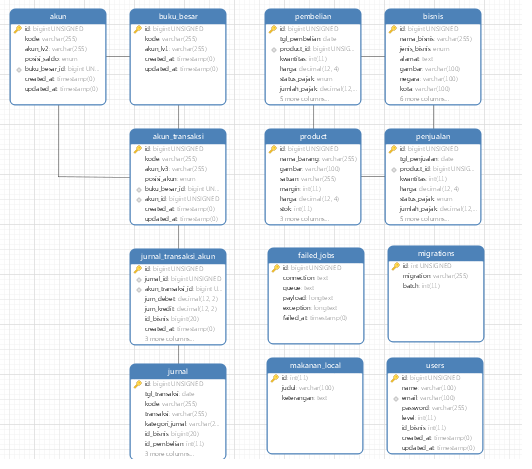 akun
id: bigint UNSIGNED
kode: varchar(255)
akun_lv2: varchar(255)
posisi_saldo: enum
buku_besar_id: bigint UN...
created_at: timestamp(0)
updated_at: timestamp(0)
buku_besar
id: bigint UNSIGNED
kode: varchar(255)
akun_lv1: varchar(255)
created_at: timestamp(0)
updated_at: timestamp(0)
pembelian
id: bigint UNSIGNED
tgl_pembelian: date
product_id: bigint UNSIG...
kwantitas: int(11)
harga: decimal(12, 4)
status_pajak: enum
jumlah_pajak: decimal(12, ...
5 more columns...
bisnis
id: bigint UNSIGNED
nama_bisnis: varchar(255)
jenis_bisnis: enum
alamat: text
gambar: varchar(100)
negara: varchar(100)
kota: varchar(100)
6 more columns...
akun_transaksi
id: bigint UNSIGNED
kode: varchar(255)
akun_lv3: varchar(255)
posisi_akun: enum
buku_besar_id: bigint UN...
akun_id: bigint UNSIGNED
created_at: timestamp(0)
updated_at: timestamp(0)
product
id: bigint UNSIGNED
nama_barang: varchar(255)
gambar: varchar(100)
satuan: varchar(255)
margin: int(11)
harga: decimal(12, 4)
stok: int(11)
3 more columns...
penjualan
id: bigint UNSIGNED
tgl_penjualan: date
product_id: bigint UNSIG...
kwantitas: int(11)
harga: decimal(12, 4)
status_pajak: enum
jumlah_pajak: decimal(12, ...
5 more columns...
jurnal_transaksi_akun
id: bigint UNSIGNED
jurnal_id: bigint UNSIGNED
akun_transaksi_id: bigint U...
jum_debet: decimal(12, 2)
jum_kredit: decimal(12, 2)
id_bisnis: bigint(20)
created_at: timestamp(0)
3 more columns...
failed_jobs
id: bigint UNSIGNED
connection: text
queue: text
payload: longtext
exception: longtext
failed_at: timestamp(0)
migrations
id: int UNSIGNED
migration: varchar(255)
batch: int(11)
jurnal
id: bigint UNSIGNED
tgl_transaksi: date
kode: varchar(255)
transaksi: varchar(255)
kategori_jurnal: varchar(2...
id_bisnis: bigint(20)
id_pembelian: int(11)
3 more columns...
makanan_local
id: int(11)
judul: varchar(100)
keterangan: text
users
id: bigint UNSIGNED
name: varchar(100)
email: varchar(100)
password: varchar(255)
level: int(11)
id_bisnis: int(11)
created_at: timestamp(0)
updated_at: timestamp(0)